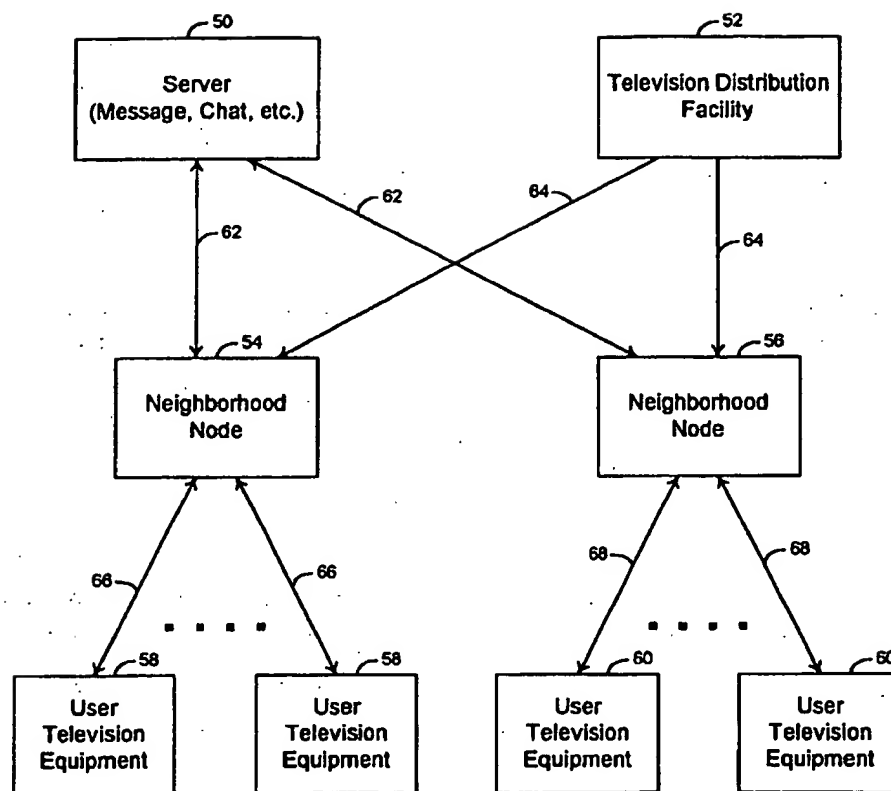 50
52
Server
(Message, Chat, etc.)
Television Distribution
Facility
62
62
64
64
54
56
Neighborhood
Node
Neighborhood
Node
66
66
68
68
58
58
60
60
User
Television
Equipment
User
Television
Equipment
User
Television
Equipment
User
Television
Equipment